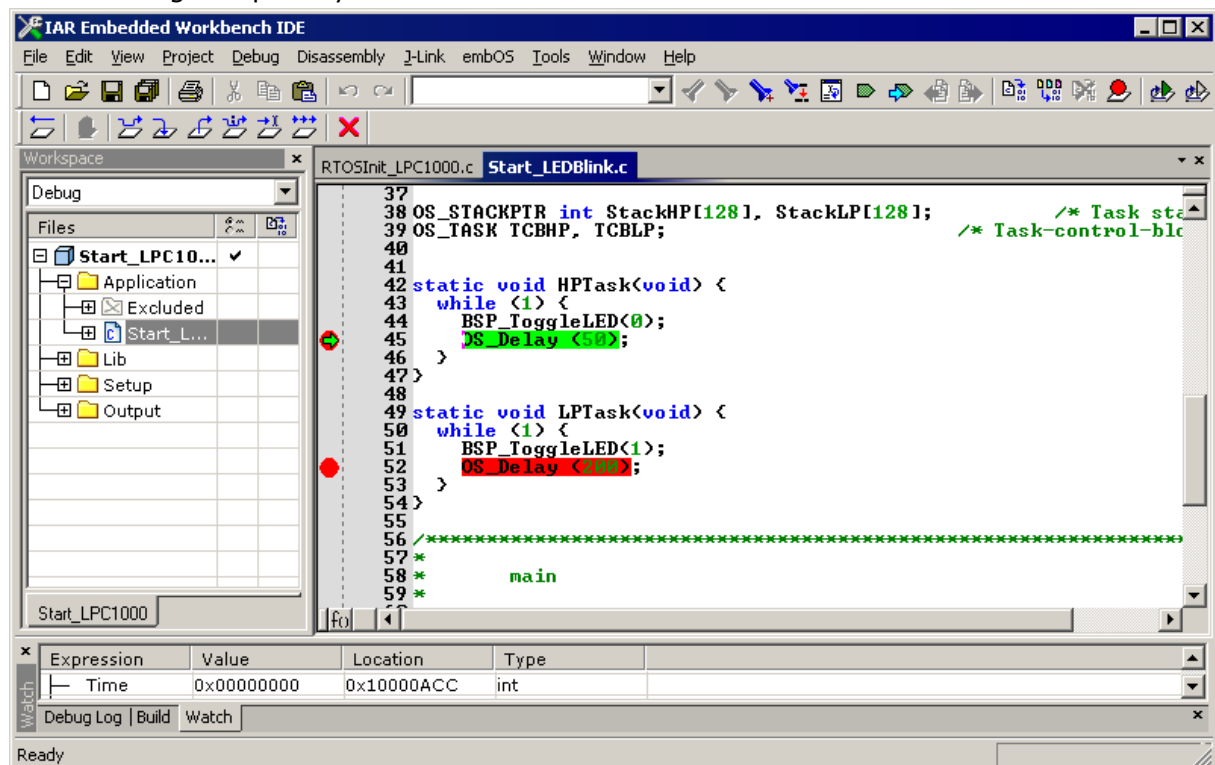 IAR Embedded Workbench IDE
File Edit View Project Debug Disassembly J-Link embOS Tools Window Help
Workspace
Debug
Files
Start_LPC10...
Application
Excluded
Start_L...
Lib
Setup
Output
Start_LPC1000
RTOSInit_LPC1000.c Start_LEDBlink.c
37
38 OS_STACKPTR int StackHP[128], StackLP[128]; /* Task sta
39 OS_TASK TCBHP, TCBLP; /* Task-control-blo
40
41
42 static void HPTask(void) {
43 while (1) {
44 BSP_ToggleLED(0);
45 OS_Delay (50);
46 }
47 }
48
49 static void LPTask(void) {
50 while (1) {
51 BSP_ToggleLED(1);
52 OS_Delay (200);
53 }
54 }
55
56 /*********************************************************************
57 *
58 * main
59 *
f()
Watch
Expression Value Location Type
Time 0x00000000 0x10000ACC int
Debug Log | Build Watch
Ready